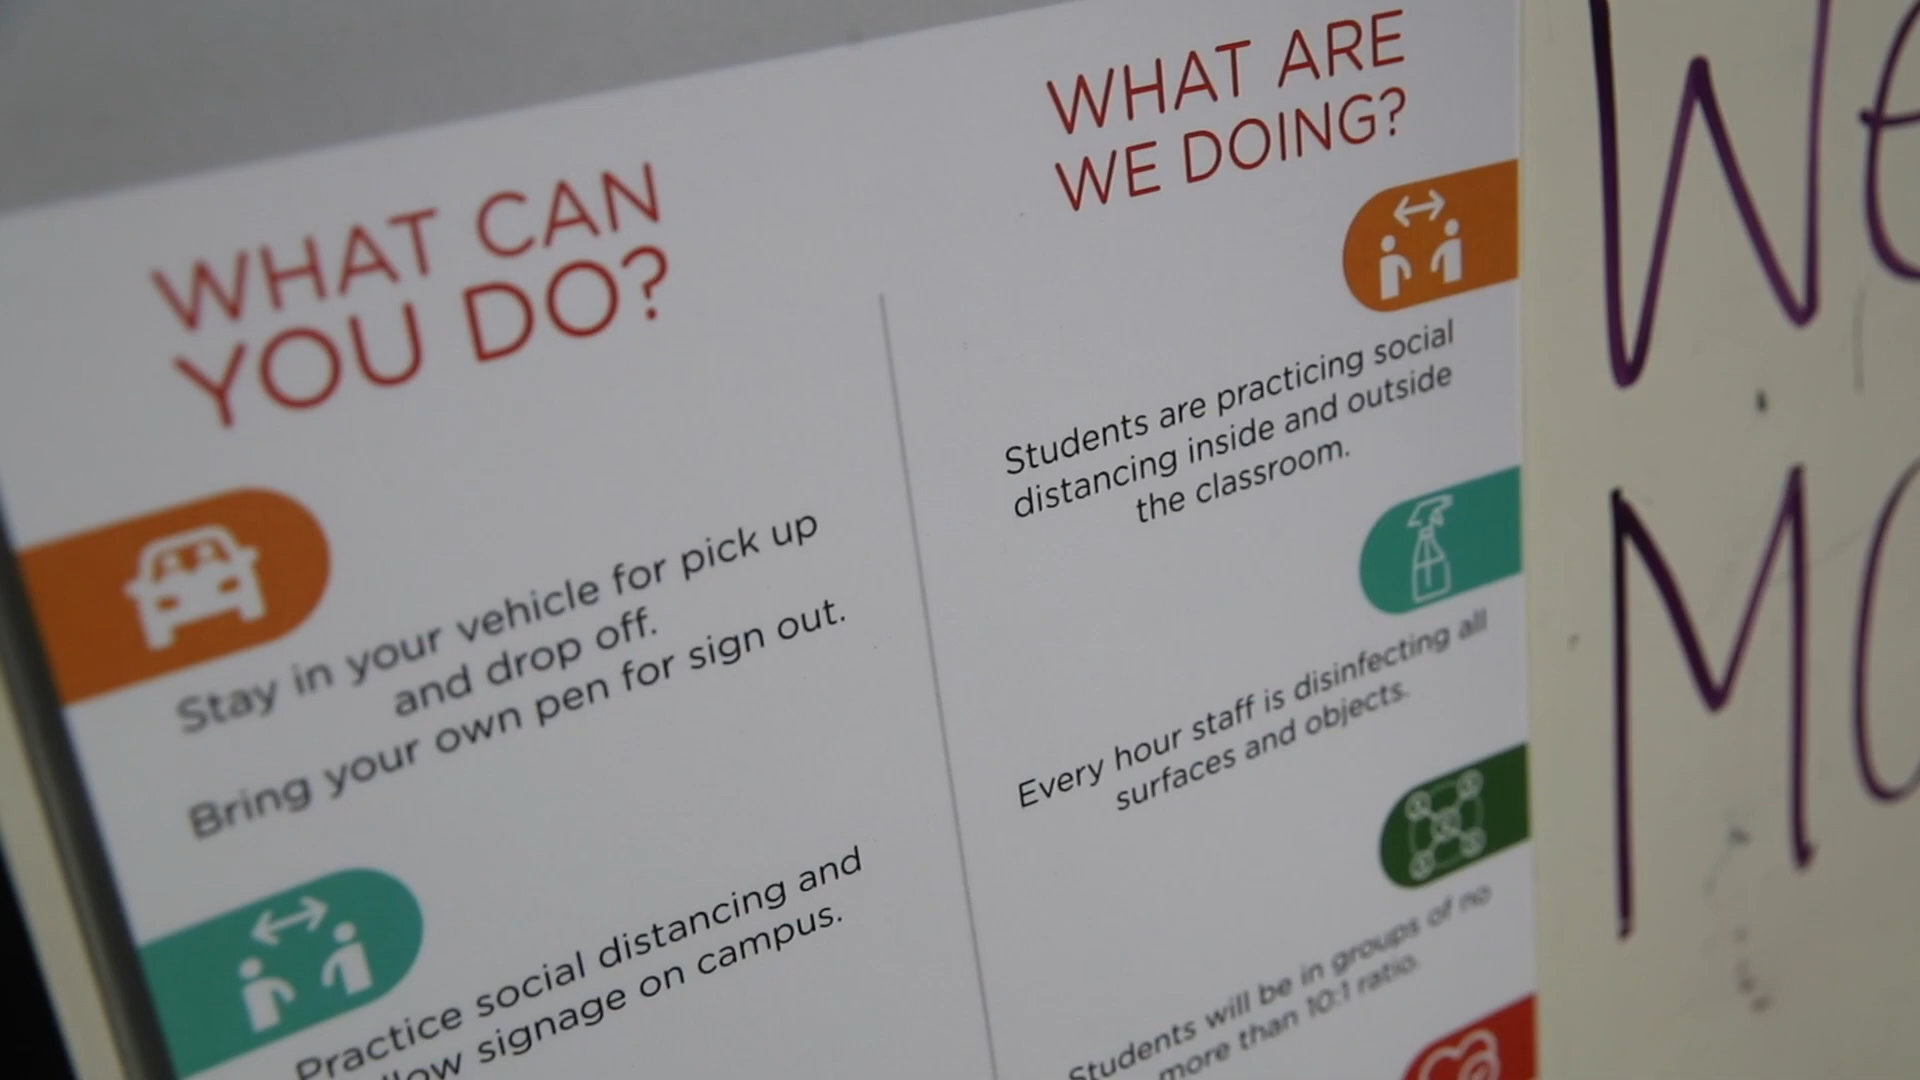 WHAT CAN
YOU DO?
Stay in your vehicle for pick up
and drop off.
Bring your own pen for sign out.
Practice social distancing and
signage on campus.
WHAT ARE
WE DOING?
Students are practicing social
distancing inside and outside
the classroom.
Every hour staff is disinfecting all
surfaces and objects.
Students will be in groups of no
more than 10:1 ratio.